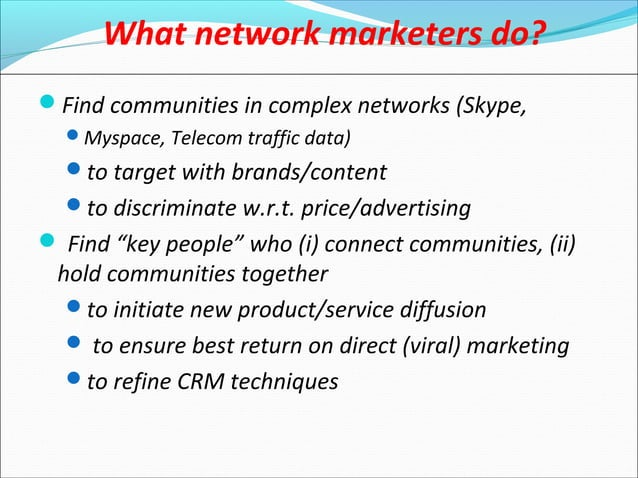 What network marketers do?
Find communities in complex networks (Skype,
Myspace, Telecom traffic data)
to target with brands/content
to discriminate w.r.t. price/advertising
Find “key people” who (i) connect communities, (ii)
hold communities together
to initiate new product/service diffusion
to ensure best return on direct (viral) marketing
to refine CRM techniques